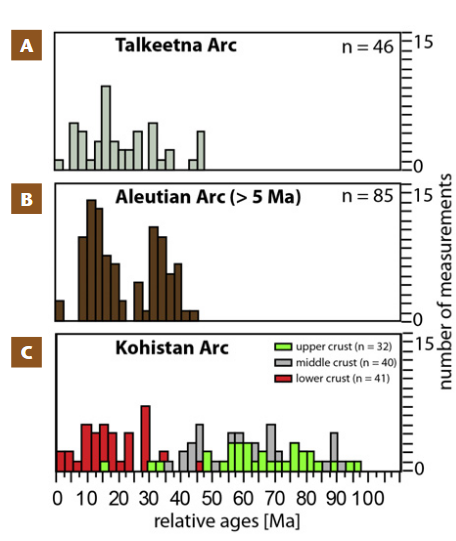 A
Talkeetna Arc
n = 46
15
0
B
Aleutian Arc (> 5 Ma)
n = 85
15
0
C
Kohistan Arc
upper crust (n = 32)
middle crust (n = 40)
lower crust (n = 41)
15
0
number of measurements
0 10 20 30 40 50 60 70 80 90 100
relative ages [Ma]